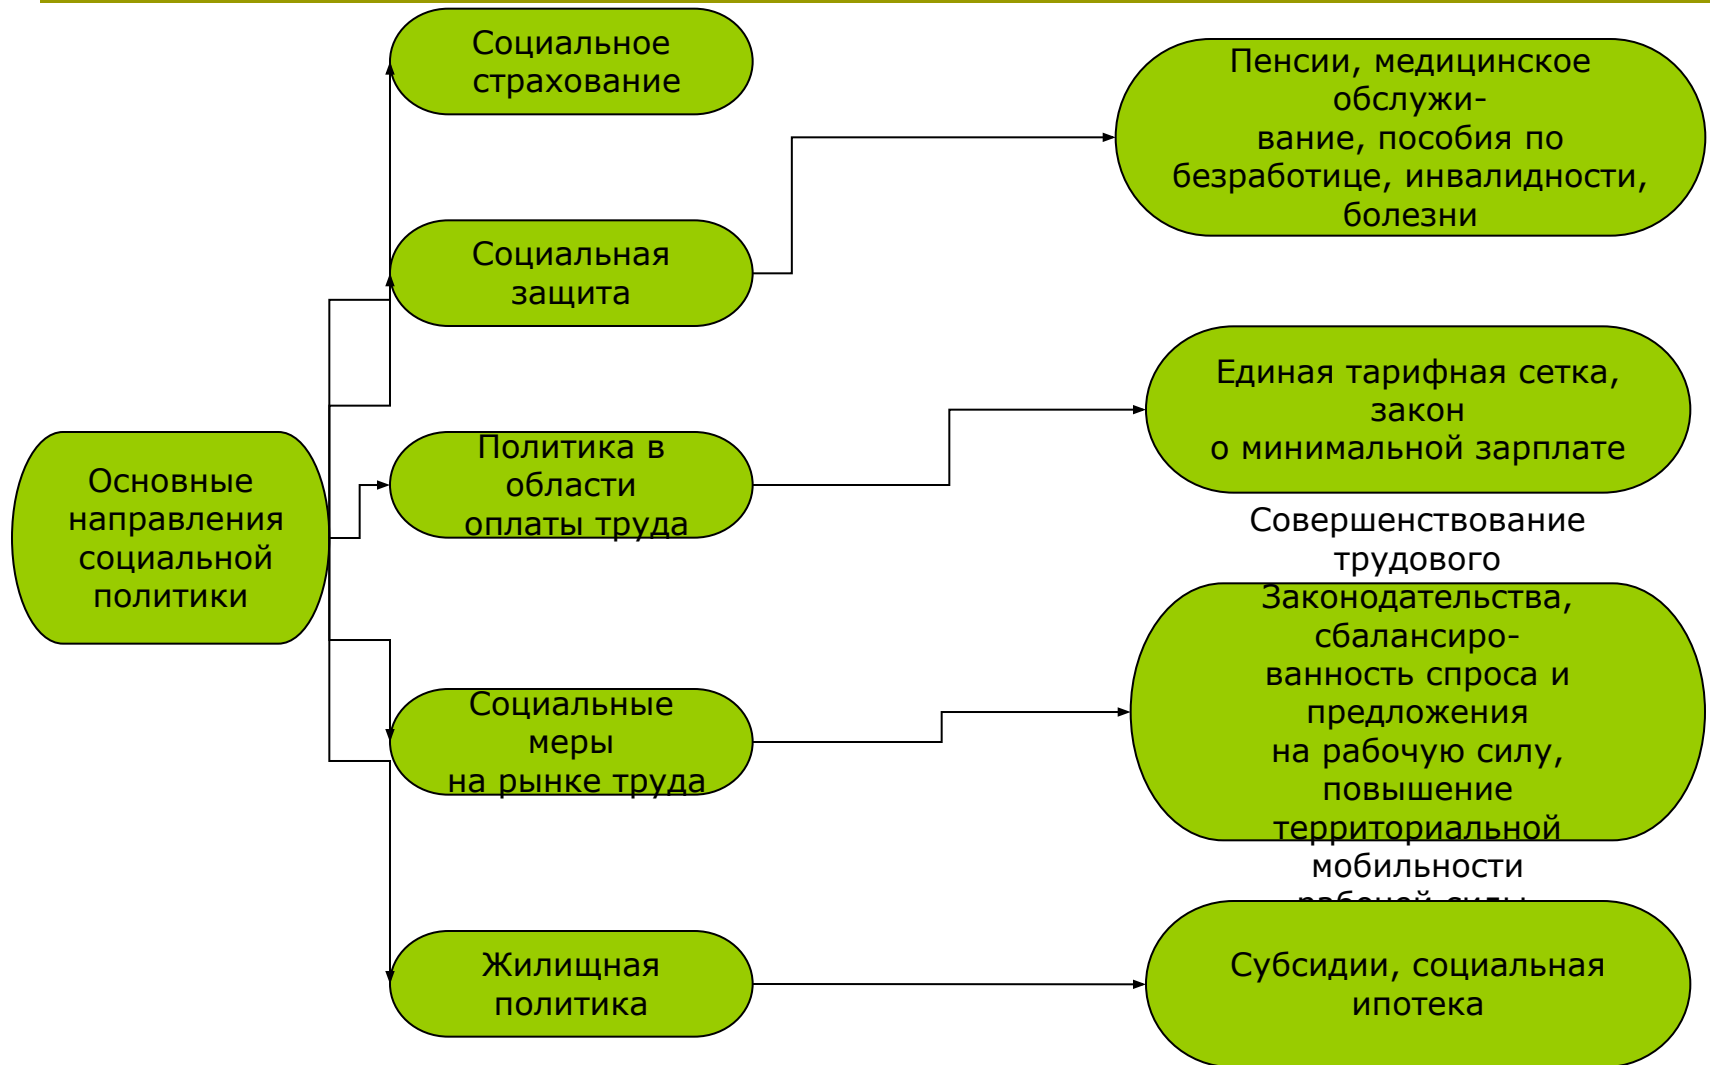 Социальное
страхование
Пенсии, медицинское
обслужи-
вание, пособия по
безработице, инвалидности,
болезни
Социальная
защита
Единая тарифная сетка,
закон
о минимальной зарплате
Политика в
области
оплаты труда
Основные
направления
социальной
политики
Совершенствование
трудового
Законодательства,
сбалансиро-
ванность спроса и
предложения
на рабочую силу,
повышение
территориальной
мобильности
рабочей силы
Социальные
меры
на рынке труда
Жилищная
политика
Субсидии, социальная
ипотека